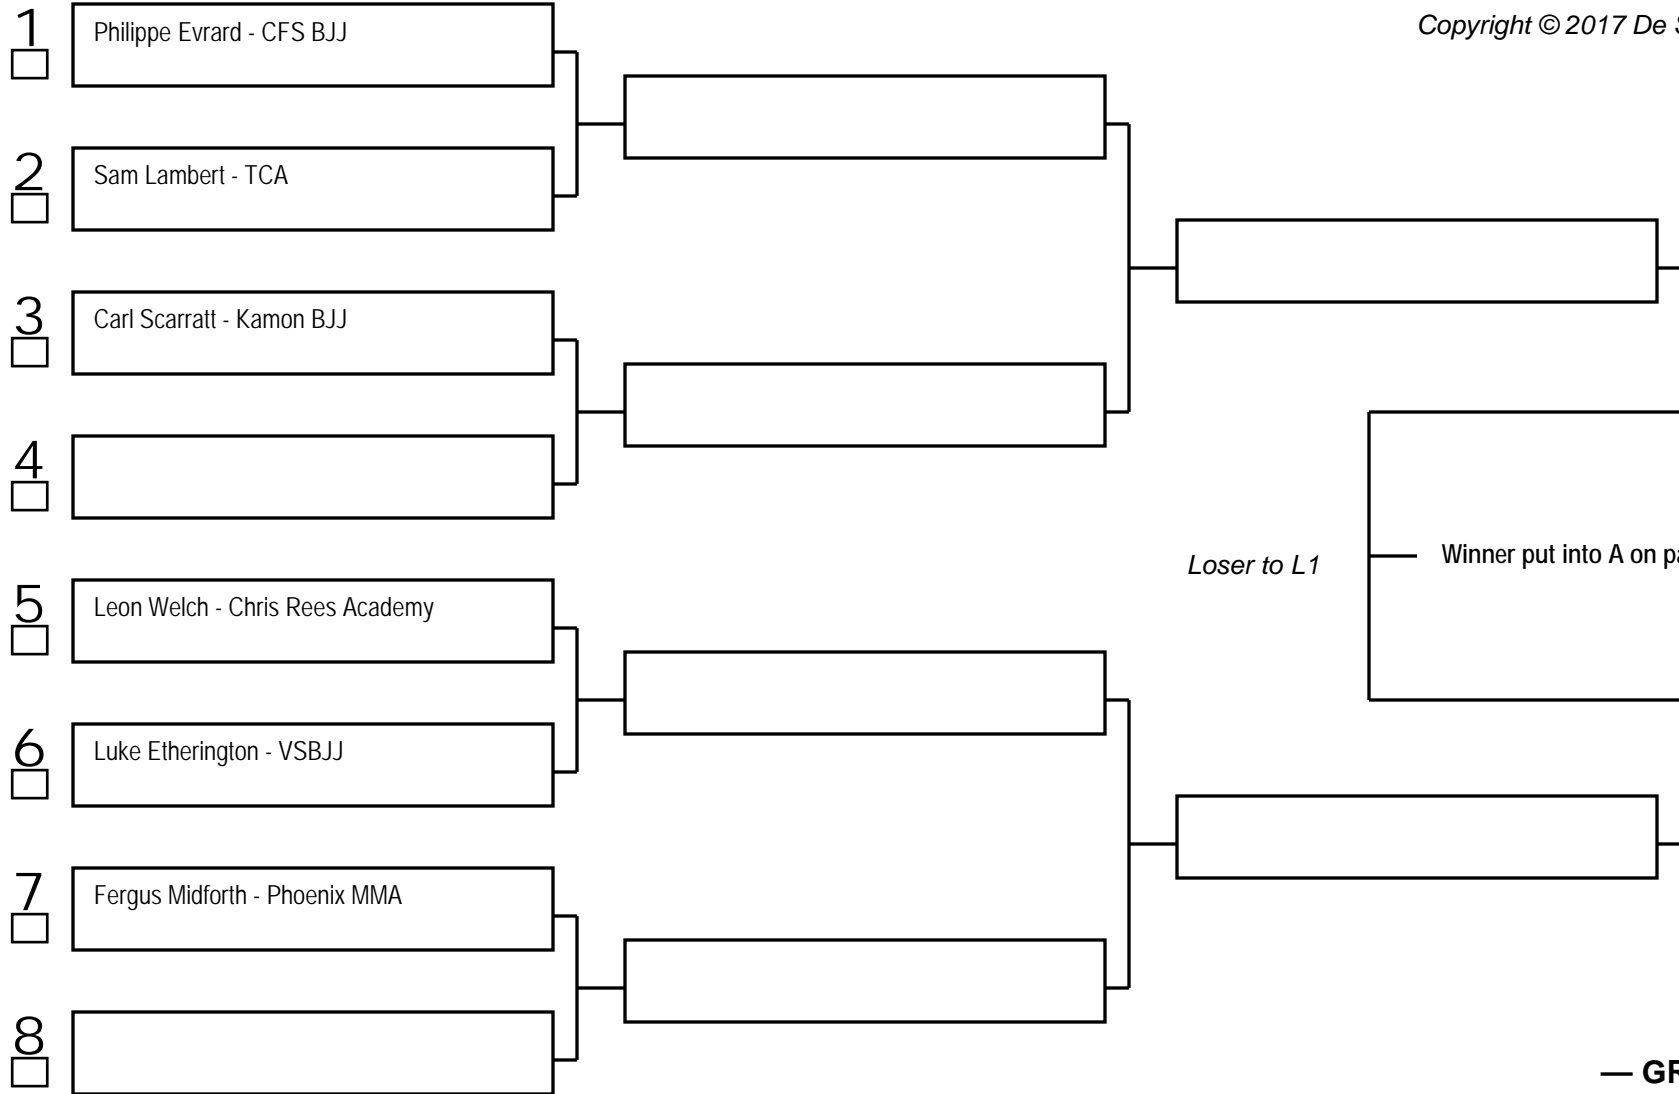 1
Philippe Evrard - CFS BJJ
Copyright © 2017 De
2
Sam Lambert - TCA
3
Carl Scarratt - Kamon BJJ
4
Loser to L1
Winner put into A on
5
Leon Welch - Chris Rees Academy
6
Luke Etherington - VSBJJ
7
Fergus Midforth - Phoenix MMA
8